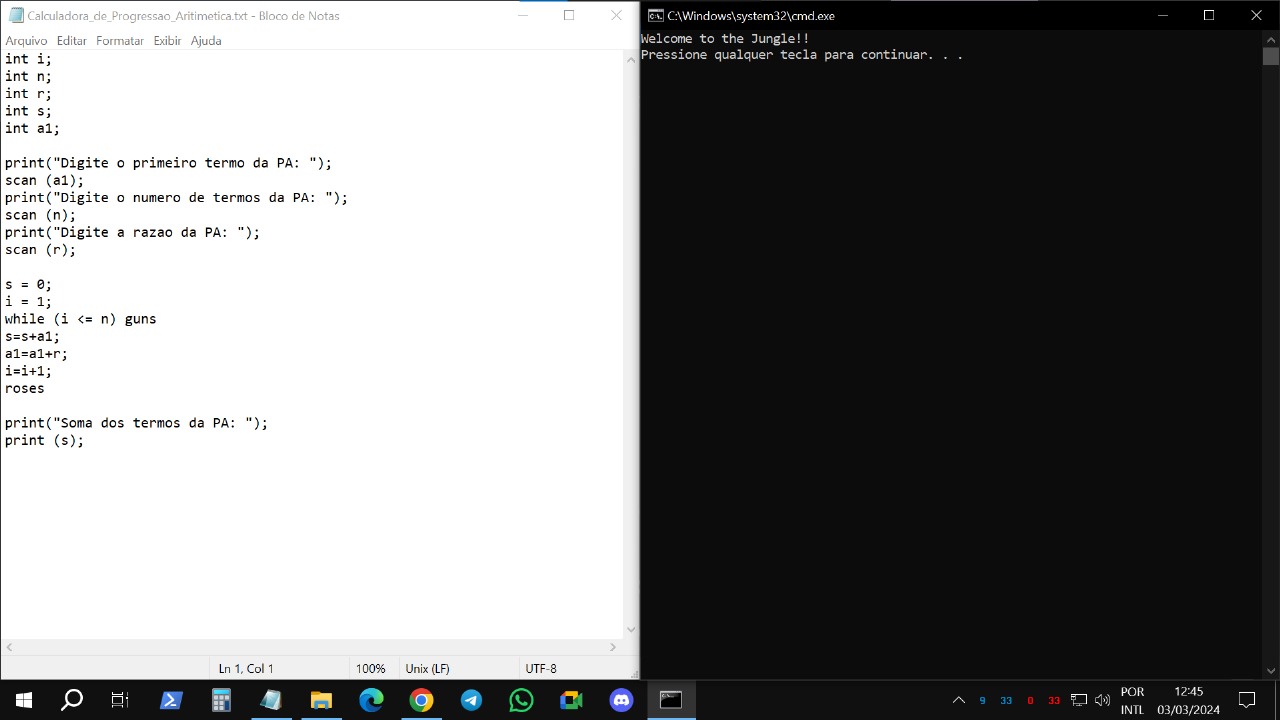 Calculadora_de_Progressao_Aritimetica.txt - Bloco de Notas
Arquivo Editar Formatar Exibir Ajuda
int i;
int n;
int r;
int s;
int a1;
print("Digite o primeiro termo da PA: ");
scan (a1);
print("Digite o numero de termos da PA: ");
scan (n);
print("Digite a razao da PA: ");
scan (r);
s = 0;
i = 1;
while (i <= n) guns
s=s+a1;
a1=a1+r;
i=i+1;
roses
print("Soma dos termos da PA: ");
print (s);
Ln 1, Col 1 100% Unix (LF) UTF-8
C:\Windows\system32\cmd.exe
Welcome to the Jungle!!
Pressione qualquer tecla para continuar. . .
9 33 0 33
POR
INTL
12:45
03/03/2024